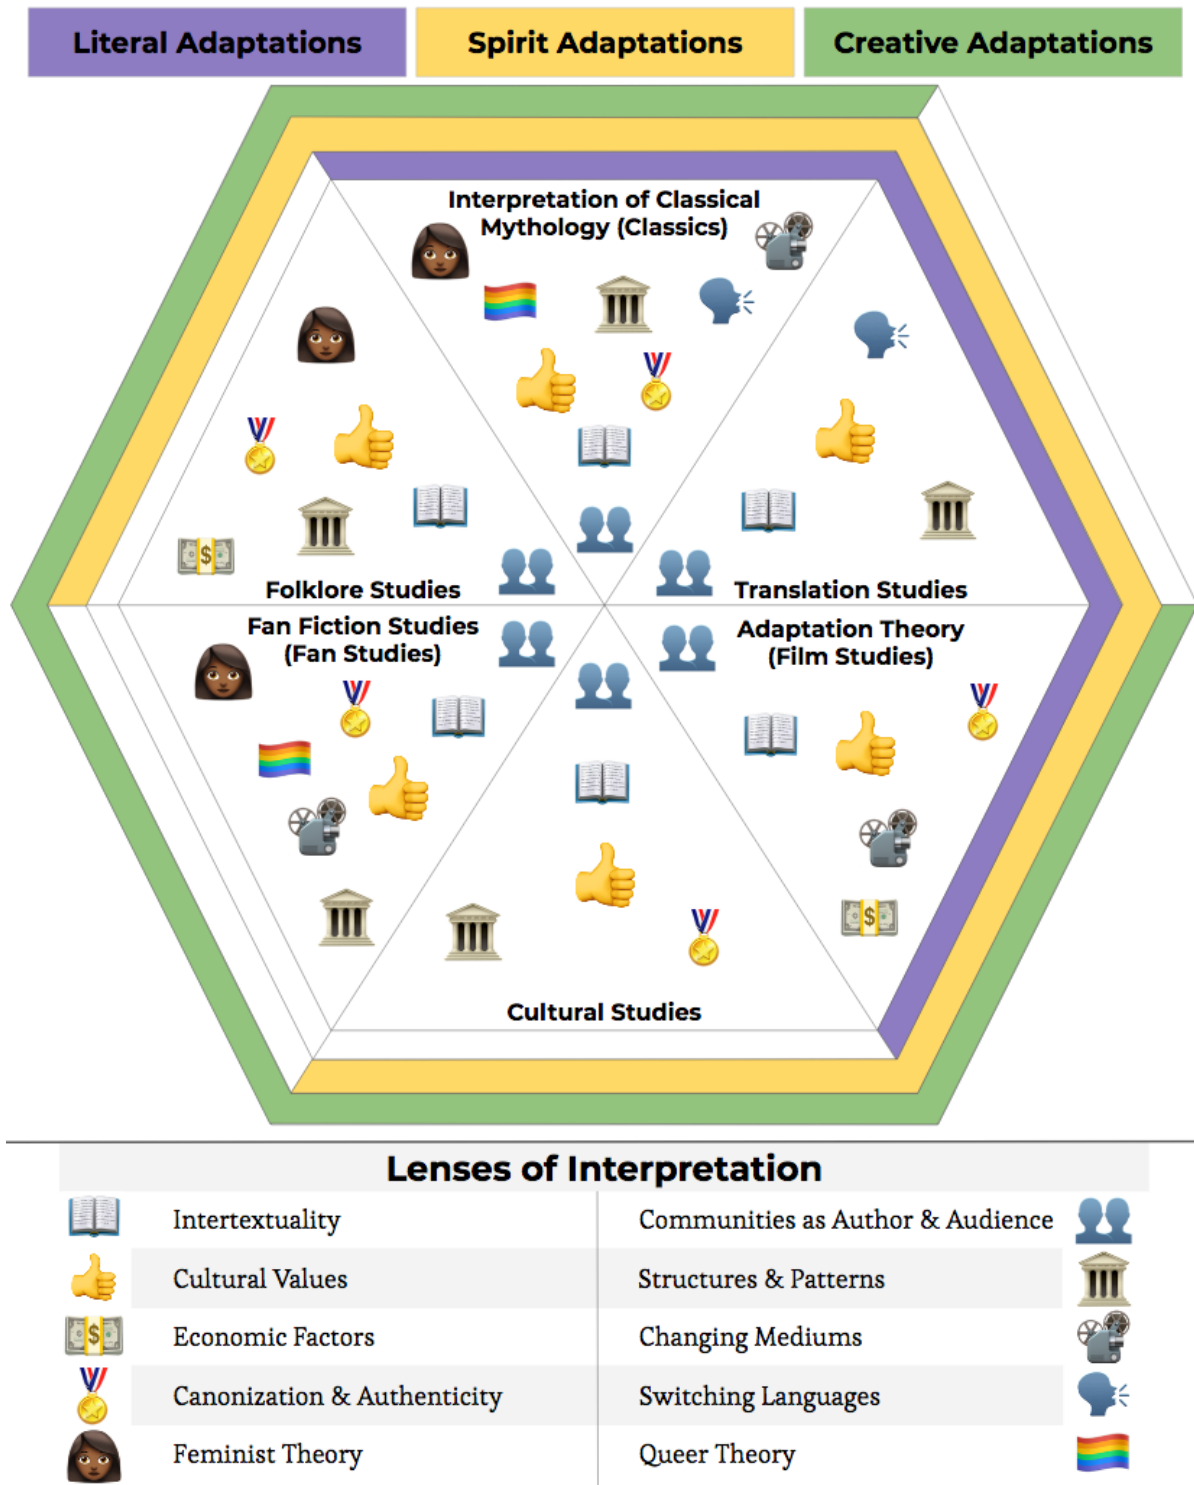 Literal Adaptations
Spirit Adaptations
Creative Adaptations
Interpretation of Classical
Mythology (Classics)
Folklore Studies
Translation Studies
Fan Fiction Studies
(Fan Studies)
Adaptation Theory
(Film Studies)
Cultural Studies
Lenses of Interpretation
Intertextuality
Communities as Author & Audience
Cultural Values
Structures & Patterns
Economic Factors
Changing Mediums
Canonization & Authenticity
Switching Languages
Feminist Theory
Queer Theory